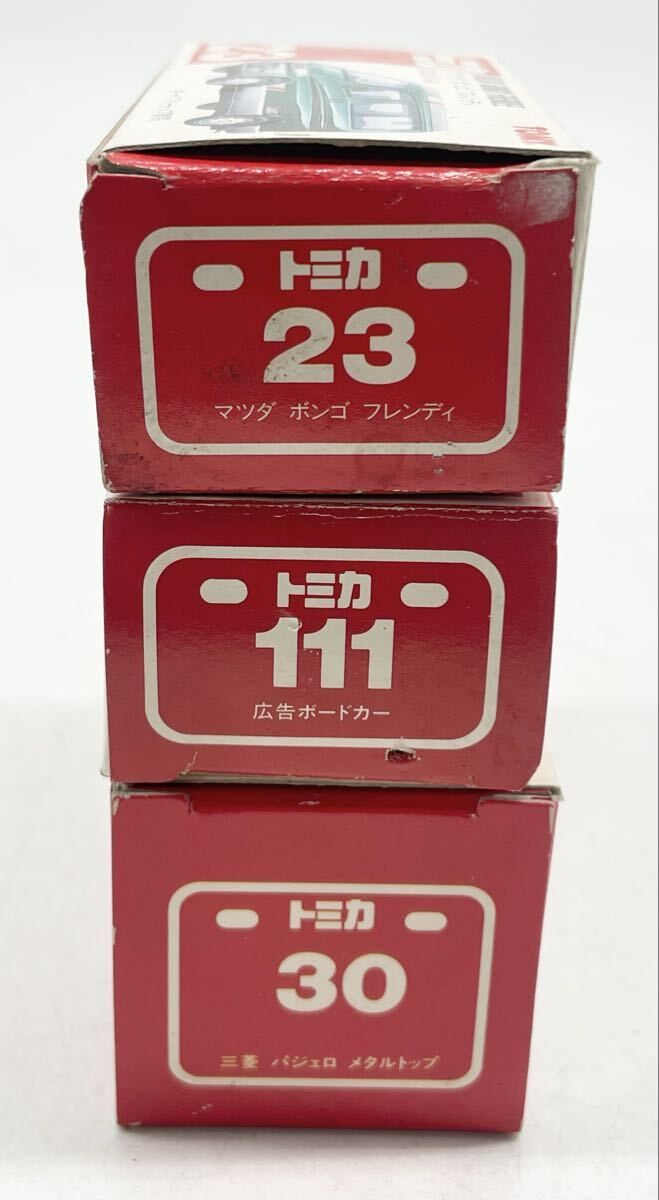 TOMY
トミカ
23
マツダ ボンゴ フレンディ
トミカ
111
広告ボードカー
トミカ
30
三菱 パジェロ メタルトップ